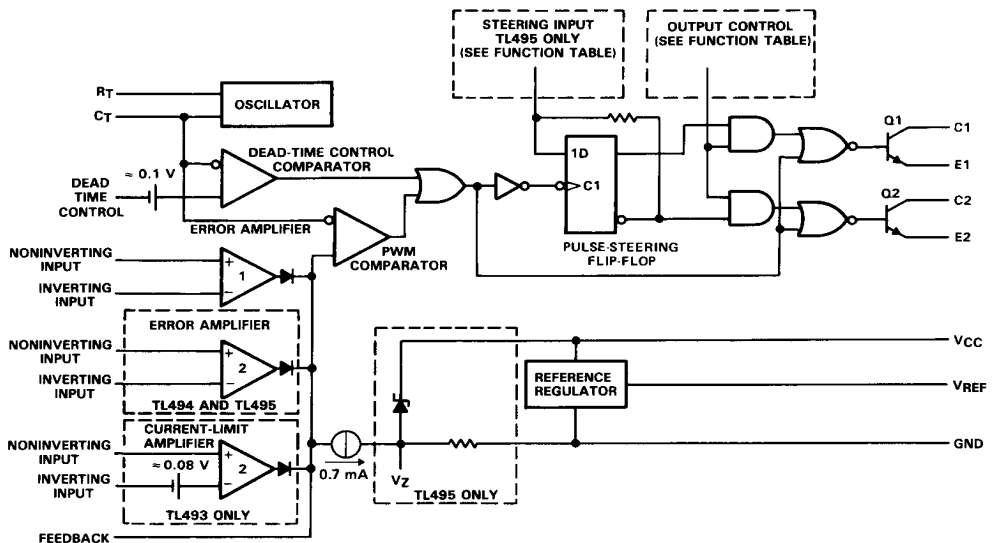 STEERING INPUT
TL495 ONLY
(SEE FUNCTION TABLE)
OUTPUT CONTROL
(SEE FUNCTION TABLE)
RT
CT
OSCILLATOR
DEAD-TIME CONTROL
COMPARATOR
≈ 0.1 V
DEAD
TIME
CONTROL
1D
C1
Q1
C1
E1
Q2
C2
E2
PULSE-STEERING
FLIP-FLOP
ERROR AMPLIFIER
PWM
COMPARATOR
NONINVERTING
INPUT
+
1
INVERTING
INPUT
−
ERROR AMPLIFIER
NONINVERTING
INPUT
+
2
INVERTING
INPUT
−
TL494 AND TL495
REFERENCE
REGULATOR
VCC
VREF
GND
CURRENT-LIMIT
AMPLIFIER
NONINVERTING
INPUT
+
≈ 0.08 V
2
INVERTING
INPUT
−
TL493 ONLY
0.7 mA
VZ
TL495 ONLY
FEEDBACK